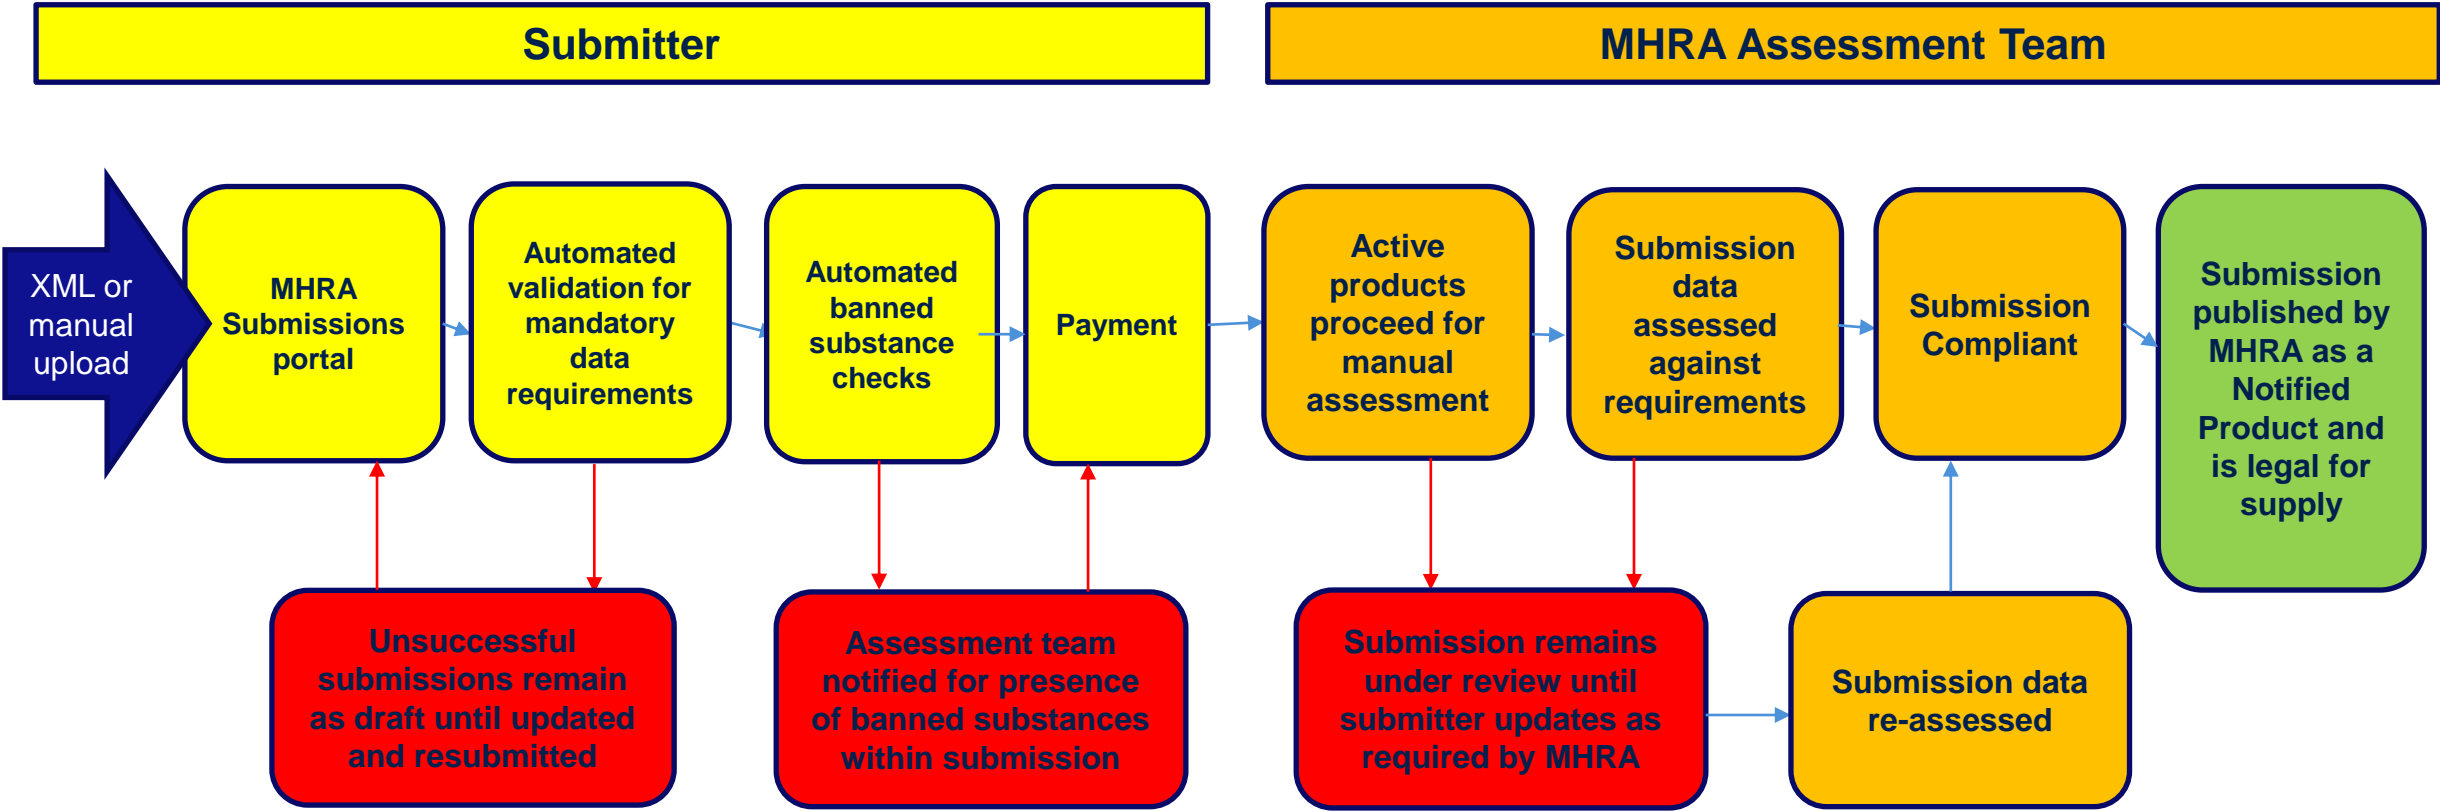 Submitter
MHRA Assessment Team
XML or
manual
upload
MHRA
Submissions
portal
Automated
validation for
mandatory
data
requirements
Automated
banned
substance
checks
Payment
Active
products
proceed for
manual
assessment
Submission
data
assessed
against
requirements
Submission
Compliant
Submission
published by
MHRA as a
Notified
Product and
is legal for
supply
Unsuccessful
submissions remain
as draft until updated
and resubmitted
Assessment team
notified for presence
of banned substances
within submission
Submission remains
under review until
submitter updates as
required by MHRA
Submission data
re-assessed